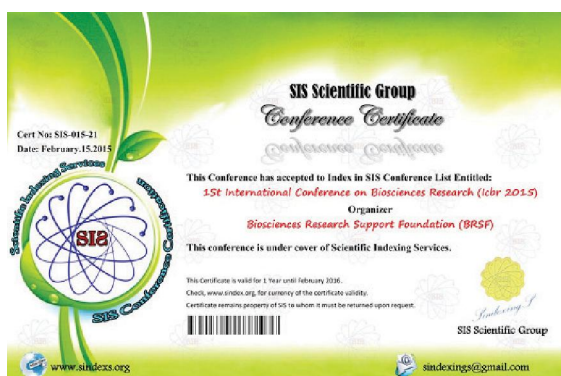 SIS Scientific Group
Conference Certificate
Cert No: SIS-015-21
Date: February.15.2015
This Conference has accepted to Index in SIS Conference List Entitled:
1St International Conference on Biosciences Research (Icbr 2015)
Organizer
Biosciences Research Support Foundation (BRSF)
This conference is under cover of Scientific Indexing Services.
Scientific Indexing Services
SIS
SIS Conference Certification
This Certificate is valid for 1 Year until February 2016.
Check, www.sindex.org, for currency of the certificate validity.
Certificate remains property of SIS to whom it must be returned upon request.
Sindexing S
SIS Scientific Group
www.sindexs.org
sindexings@gmail.com